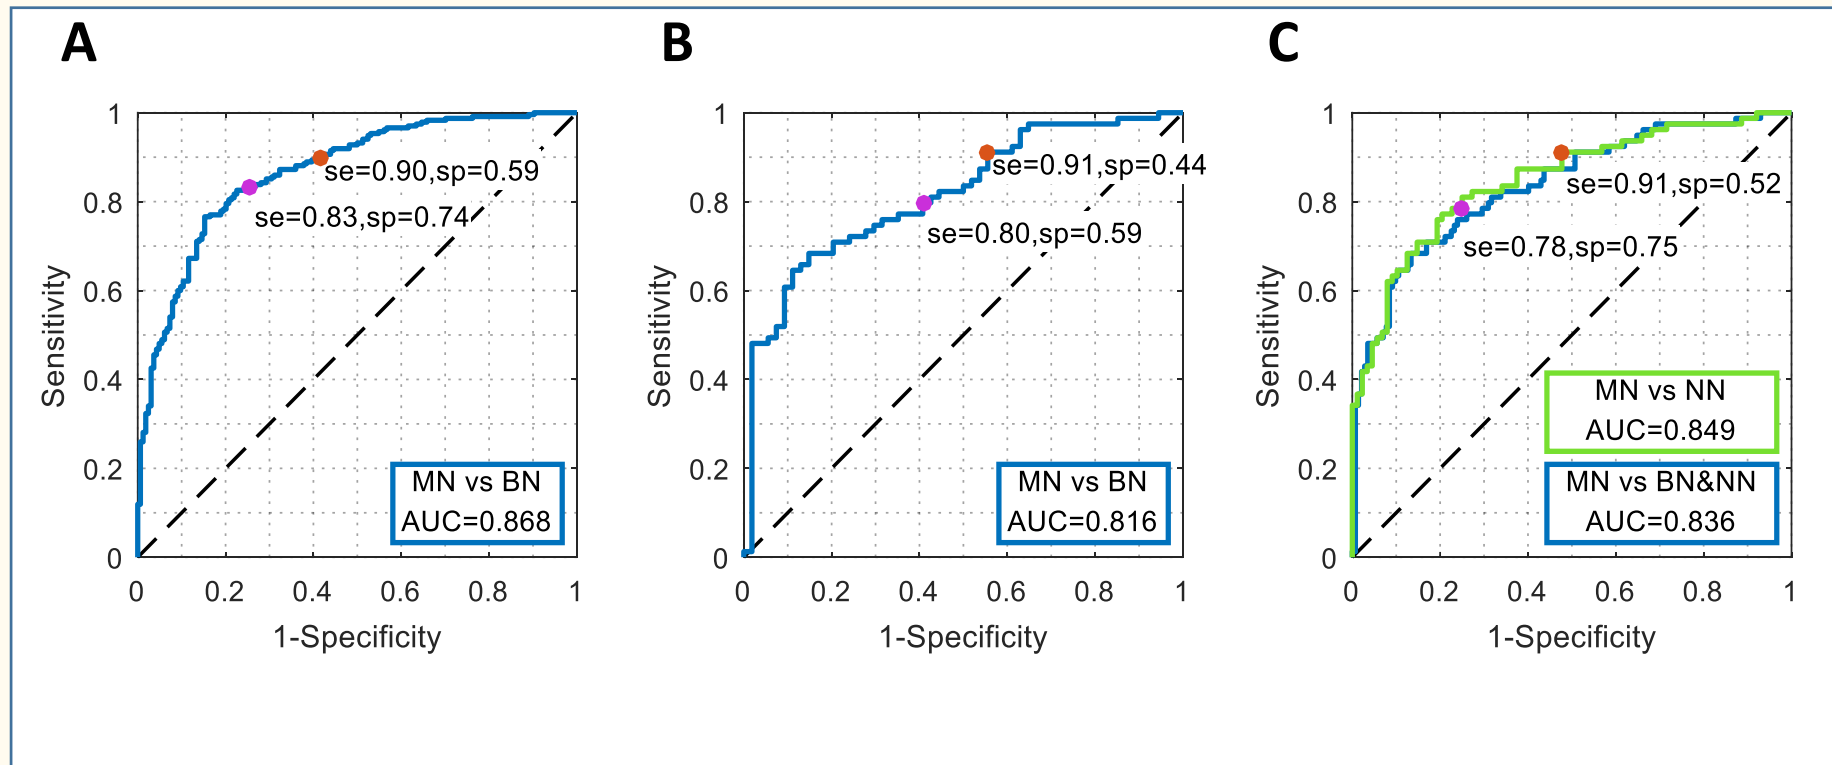 A
B
C
1
0.8
0.6
0.4
0.2
0
Sensitivity
se=0.90,sp=0.59
se=0.83,sp=0.74
MN vs BN
AUC=0.868
0
0.2
0.4
0.6
0.8
1
1-Specificity
1
0.8
0.6
0.4
0.2
0
Sensitivity
se=0.91,sp=0.44
se=0.80,sp=0.59
MN vs BN
AUC=0.816
0
0.2
0.4
0.6
0.8
1
1-Specificity
1
0.8
0.6
0.4
0.2
0
Sensitivity
se=0.91,sp=0.52
se=0.78,sp=0.75
MN vs NN
AUC=0.849
MN vs BN&NN
AUC=0.836
0
0.2
0.4
0.6
0.8
1
1-Specificity